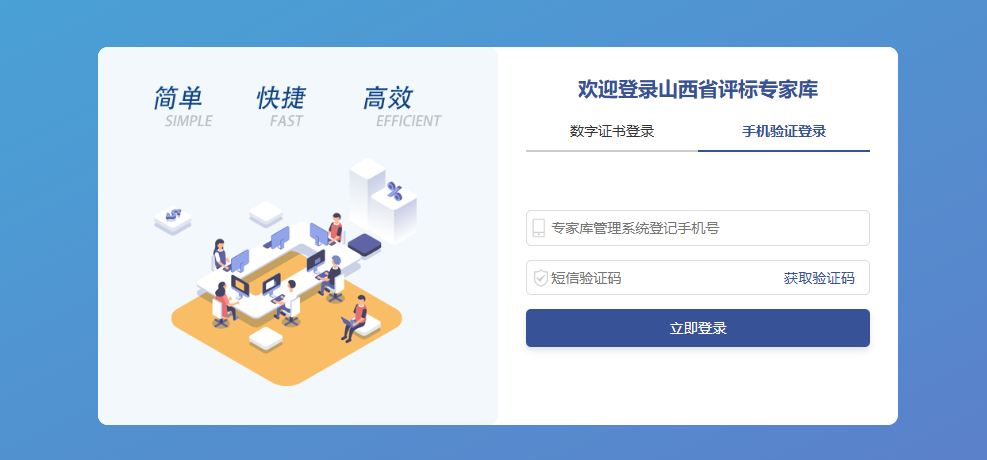 简单 快捷 高效
SIMPLE FAST EFFICIENT
欢迎登录山西省评标专家库
数字证书登录 手机验证登录
专家库管理系统登记手机号
短信验证码 获取验证码
立即登录